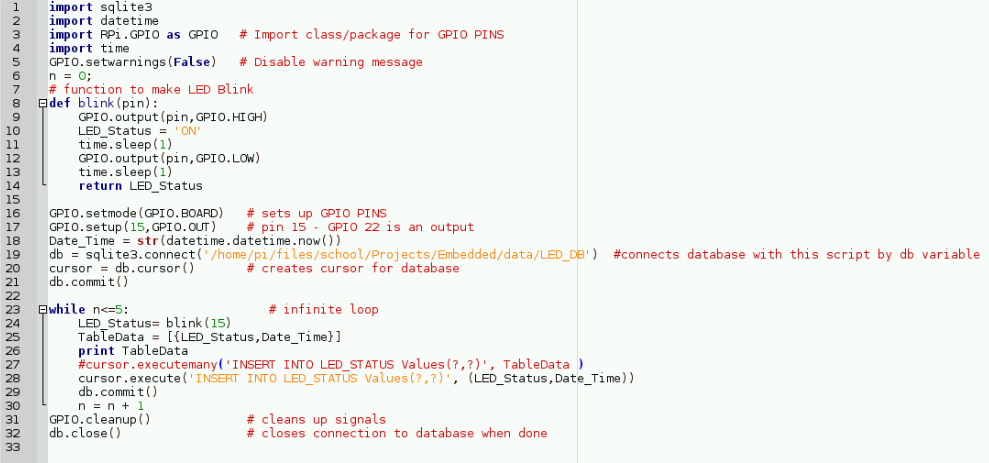 1 import sqlite3
2 import datetime
3 import RPi.GPIO as GPIO   # Import class/package for GPIO PINS
4 import time
5 GPIO.setwarnings(False)   # Disable warning message
6 n = 0;
7 # function to make LED Blink
8 def blink(pin):
9     GPIO.output(pin,GPIO.HIGH)
10     LED_Status = 'ON'
11     time.sleep(1)
12     GPIO.output(pin,GPIO.LOW)
13     time.sleep(1)
14     return LED_Status
15
16 GPIO.setmode(GPIO.BOARD)   # sets up GPIO PINS
17 GPIO.setup(15,GPIO.OUT)    # pin 15 - GPIO 22 is an output
18 Date_Time = str(datetime.datetime.now())
19 db = sqlite3.connect('/home/pi/files/school/Projects/Embedded/data/LED_DB')  #connects database with this script by db variable
20 cursor = db.cursor()       # creates cursor for database
21 db.commit()
22
23 while n<=5:                   # infinite loop
24     LED_Status= blink(15)
25     TableData = [{LED_Status,Date_Time}]
26     print TableData
27     #cursor.executemany('INSERT INTO LED_STATUS Values(?,?)', TableData )
28     cursor.execute('INSERT INTO LED_STATUS Values(?,?)', (LED_Status,Date_Time))
29     db.commit()
30     n = n + 1
31 GPIO.cleanup()             # cleans up signals
32 db.close()                 # closes connection to database when done
33